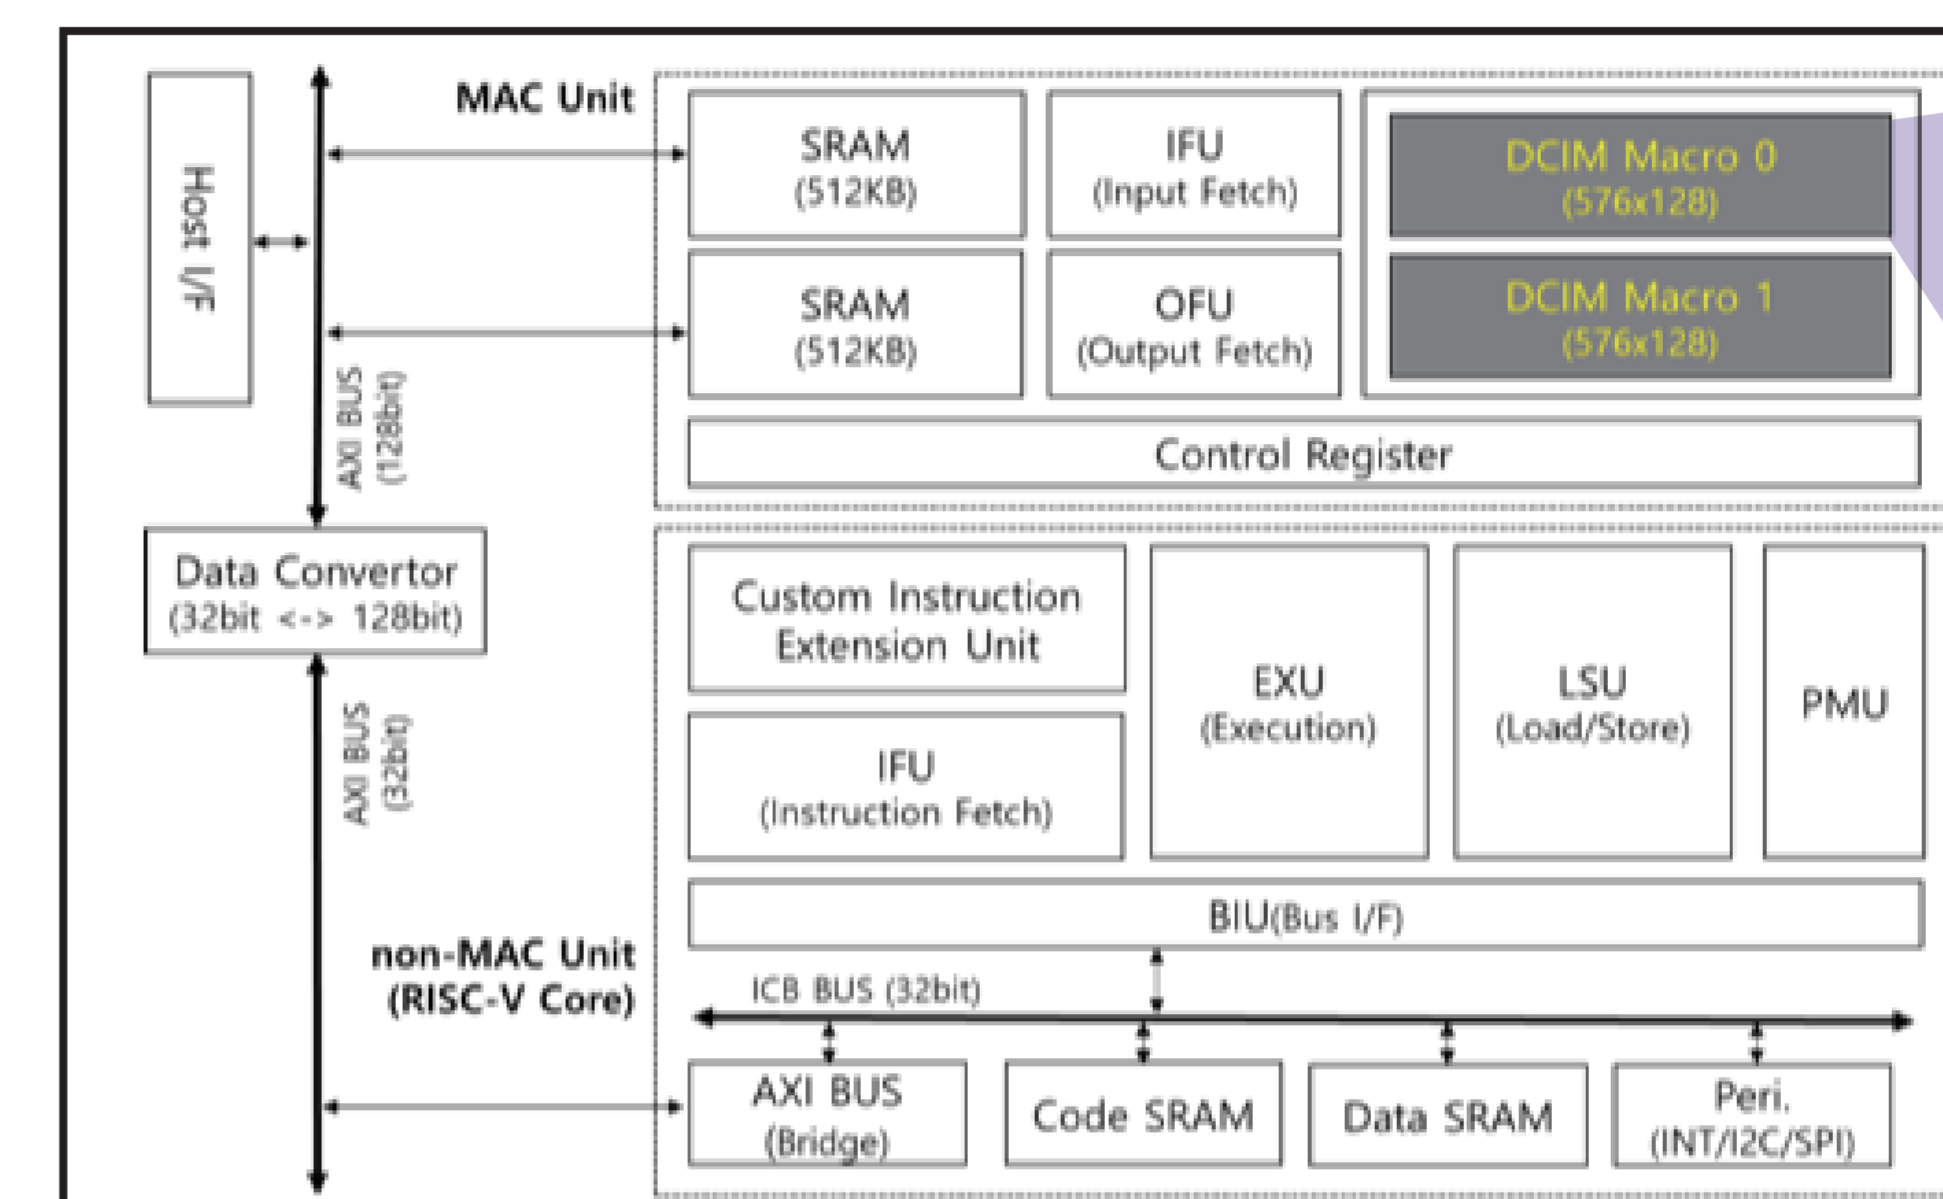 Host I/F
MAC Unit
SRAM
(512KB)
IFU
(Input Fetch)
DCIM Macro 0
(576x128)
SRAM
(512KB)
OFU
(Output Fetch)
DCIM Macro 1
(576x128)
AXI BUS
(128bit)
Control Register
Data Convertor
(32bit <-> 128bit)
AXI BUS
(32bit)
Custom Instruction
Extension Unit
IFU
(Instruction Fetch)
EXU
(Execution)
LSU
(Load/Store)
PMU
BIU(Bus I/F)
non-MAC Unit
(RISC-V Core)
ICB BUS (32bit)
AXI BUS
(Bridge)
Code SRAM
Data SRAM
Peri.
(INT/I2C/SPI)